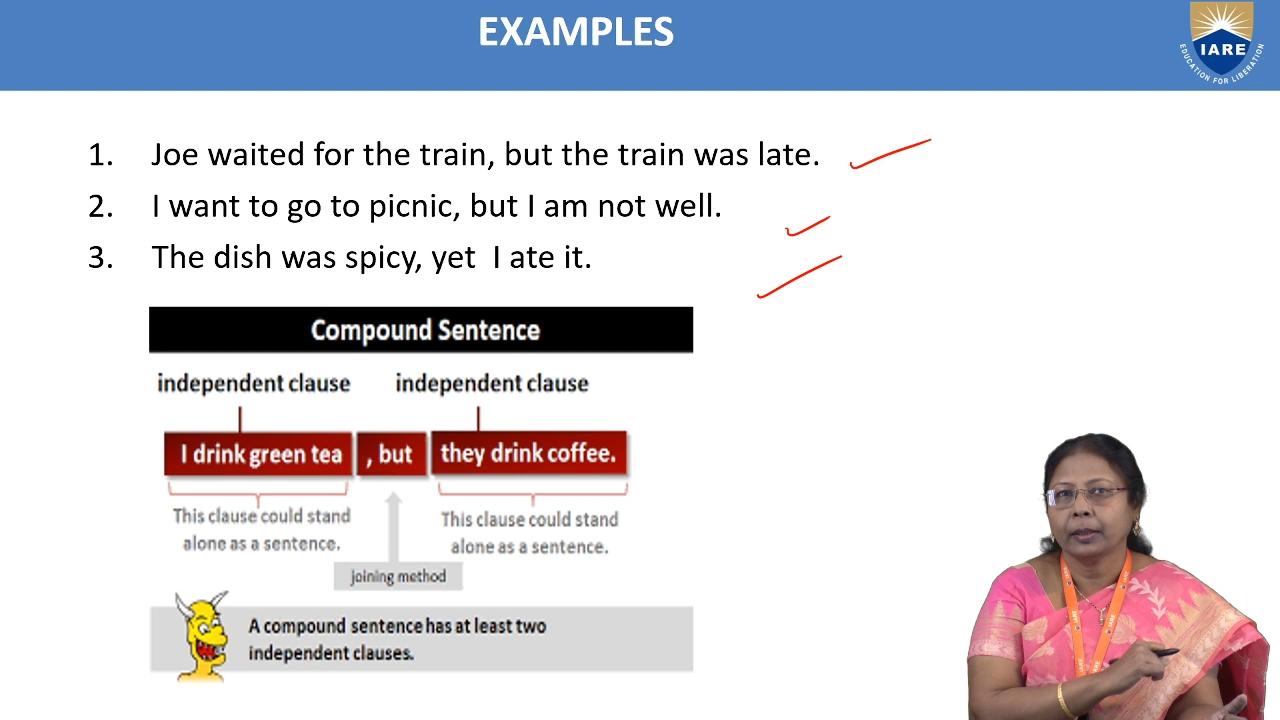 EXAMPLES
IARE
EDUCATION FOR LIBERATION
1. Joe waited for the train, but the train was late.
2. I want to go to picnic, but I am not well.
3. The dish was spicy, yet I ate it.
Compound Sentence
independent clause independent clause
I drink green tea , but they drink coffee.
This clause could stand
alone as a sentence.
This clause could stand
alone as a sentence.
joining method
A compound sentence has at least two
independent clauses.
IARE
IARE